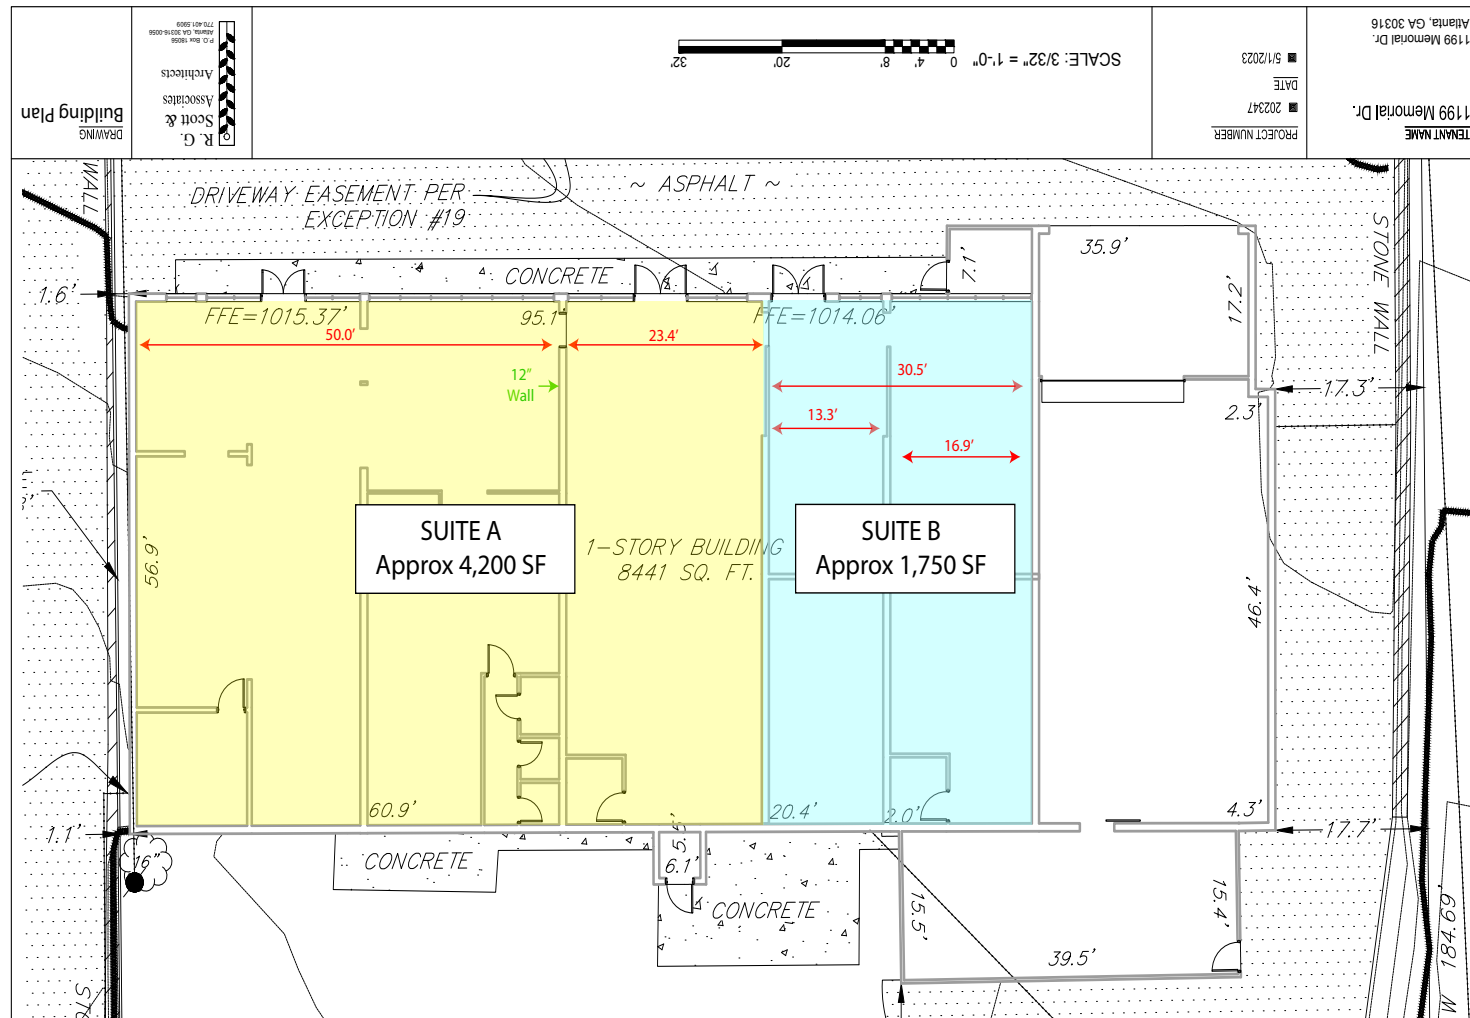 TENANT NAME
1199 Memorial Dr.
1199 Memorial Dr.
Atlanta, GA 30316
PROJECT NUMBER
202347
DATE
5/1/2023
SCALE: 3/32" = 1'-0"
0 4' 8' 20' 32'
R. G.
Scott &
Associates
Architects
P.O. Box 18056
Atlanta, GA 30316-0056
770.401.5909
DRAWING
Building Plan
WALL
DRIVEWAY EASEMENT PER
EXCEPTION #19
~ ASPHALT ~
CONCRETE
7.1'
35.9'
17.2'
STONE WALL
1.6'
FFE=1015.37'
95.1'
FFE=1014.06'
50.0'
23.4'
30.5'
12"
Wall
13.3'
16.9'
17.3'
2.3'
SUITE A
Approx 4,200 SF
1-STORY BUILDING
8441 SQ. FT.
SUITE B
Approx 1,750 SF
56.9'
46.4'
60.9'
20.4'
2.0'
4.3'
1.1'
17.7'
16"
CONCRETE
5.5'
6.1'
CONCRETE
15.5'
15.4'
39.5'
184.69'
W